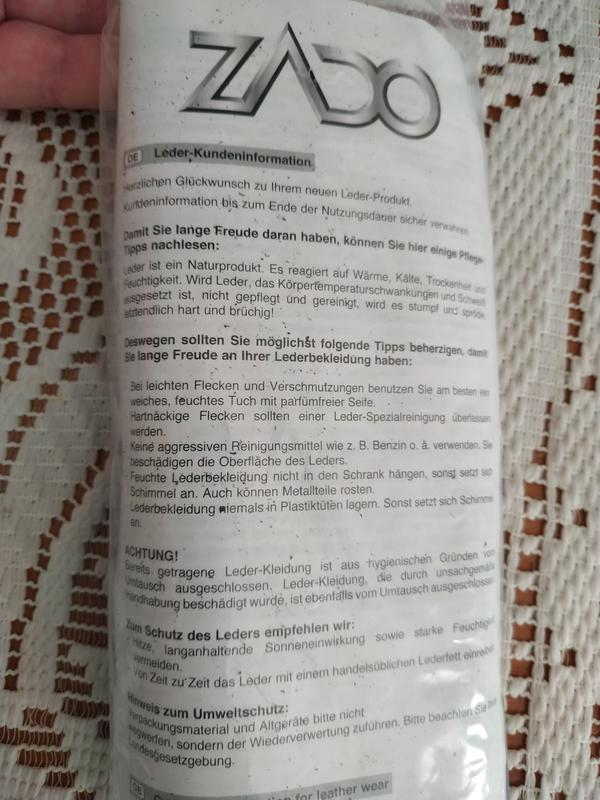 ZADO
DE Leder-Kundeninformation
Herzlichen Glückwunsch zu Ihrem neuen Leder-Produkt.
Kundeninformation bis zum Ende der Nutzungsdauer sicher verwahren.
Damit Sie lange Freude daran haben, können Sie hier einige Pflege-
Tipps nachlesen:
Leder ist ein Naturprodukt. Es reagiert auf Wärme, Kälte, Trockenheit und
Feuchtigkeit. Wird Leder, das Körpertemperaturschwankungen und Schweiß
ausgesetzt ist, nicht gepflegt und gereinigt, wird es stumpf und spröde,
letztendlich hart und brüchig!
Deswegen sollten Sie möglichst folgende Tipps beherzigen, damit
Sie lange Freude an Ihrer Lederbekleidung haben:
- Bei leichten Flecken und Verschmutzungen benutzen Sie am besten ein
weiches, feuchtes Tuch mit parfümfreier Seife.
Hartnäckige Flecken sollten einer Leder-Spezialreinigung überlassen
werden.
Keine aggressiven Reinigungsmittel wie z. B. Benzin o. ä. verwenden. Sie
beschädigen die Oberfläche des Leders.
Feuchte Lederbekleidung nicht in den Schrank hängen, sonst setzt sich
Schimmel an. Auch können Metallteile rosten.
Lederbekleidung niemals in Plastiktüten lagern. Sonst setzt sich Schimmel
an.
ACHTUNG!
Bereits getragene Leder-Kleidung ist aus hygienischen Gründen vom
Umtausch ausgeschlossen. Leder-Kleidung, die durch unsachgemäße
Handhabung beschädigt wurde, ist ebenfalls vom Umtausch ausgeschlossen.
Zum Schutz des Leders empfehlen wir:
- Hitze, langanhaltende Sonneneinwirkung sowie starke Feuchtigkeit
vermeiden.
- Von Zeit zu Zeit das Leder mit einem handelsüblichen Lederfett einreiben.
Hinweis zum Umweltschutz:
Verpackungsmaterial und Altgeräte bitte nicht
wegwerfen, sondern der Wiederverwertung zuführen. Bitte beachten Sie Ihre
Landesgesetzgebung.
GB for leather wear